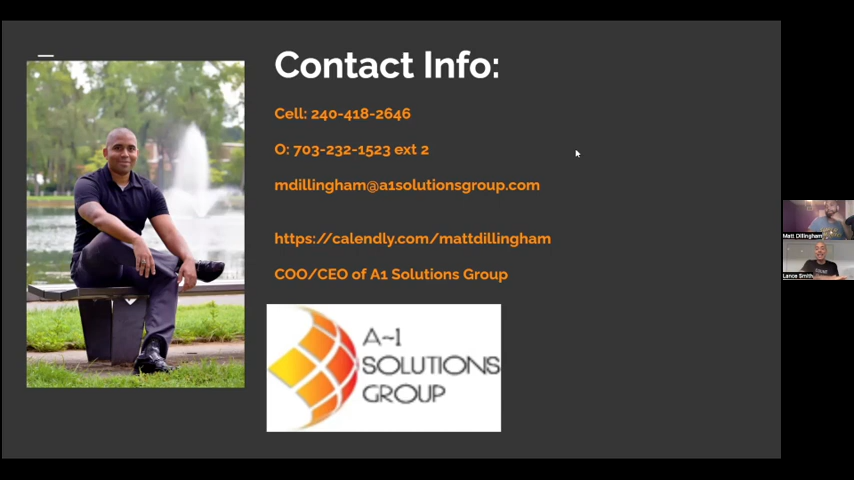 Contact Info:
Cell: 240-418-2646
O: 703-232-1523 ext 2
mdillingham@a1solutionsgroup.com
https://calendly.com/mattdillingham
COO/CEO of A1 Solutions Group
A~1
SOLUTIONS
GROUP
Matt Dillingham
Lance Smith